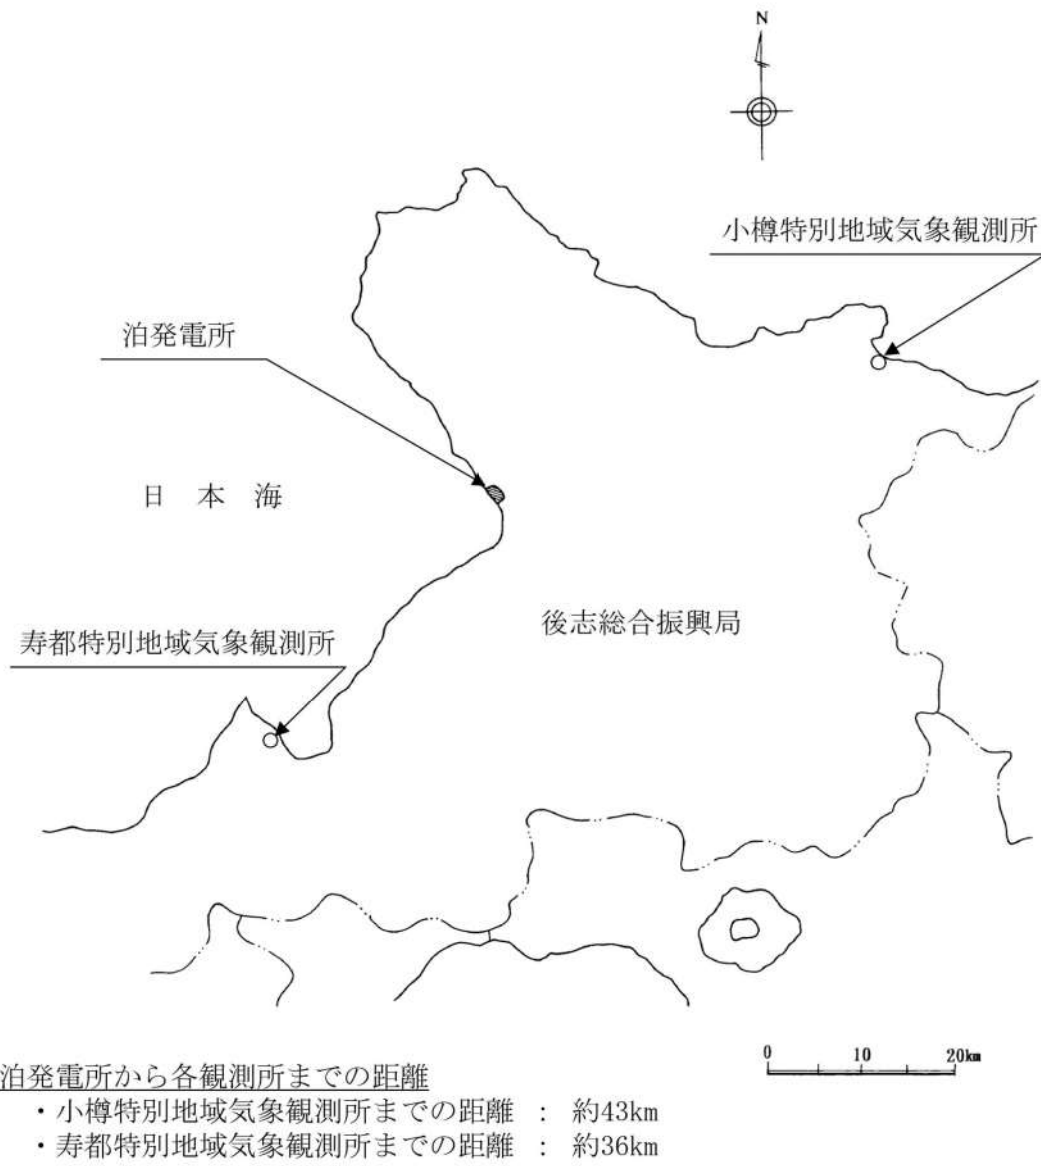 N
小樽特別地域気象観測所
泊発電所
日本海
後志総合振興局
寿都特別地域気象観測所
0 10 20km
泊発電所から各観測所までの距離
・小樽特別地域気象観測所までの距離 : 約43km
・寿都特別地域気象観測所までの距離 : 約36km